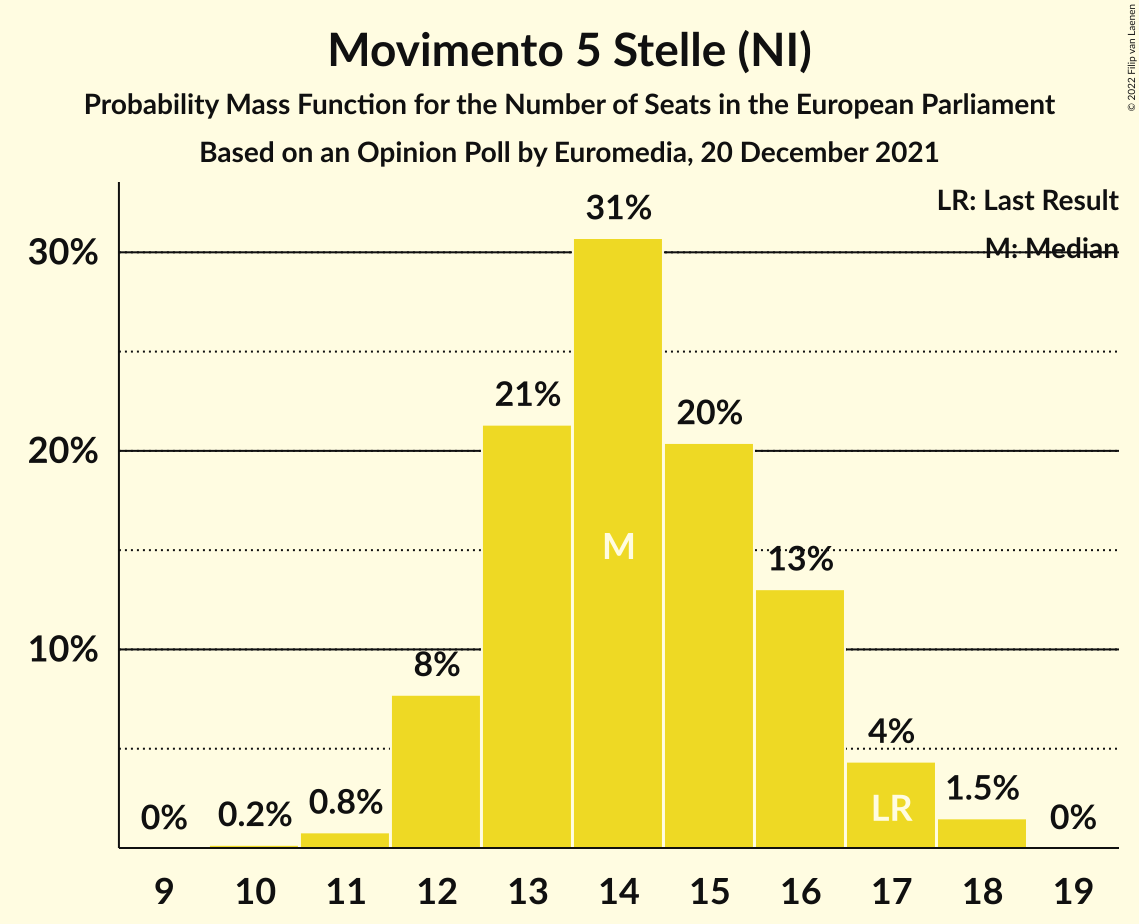 Movimento 5 Stelle (NI)
Probability Mass Function for the Number of Seats in the European Parliament
Based on an Opinion Poll by Euromedia, 20 December 2021
© 2022 Filip van Laenen
LR: Last Result
M: Median
30%
20%
10%
0%
0.2%
0.8%
8%
21%
31%
20%
13%
4%
1.5%
0%
M
LR
9 10 11 12 13 14 15 16 17 18 19